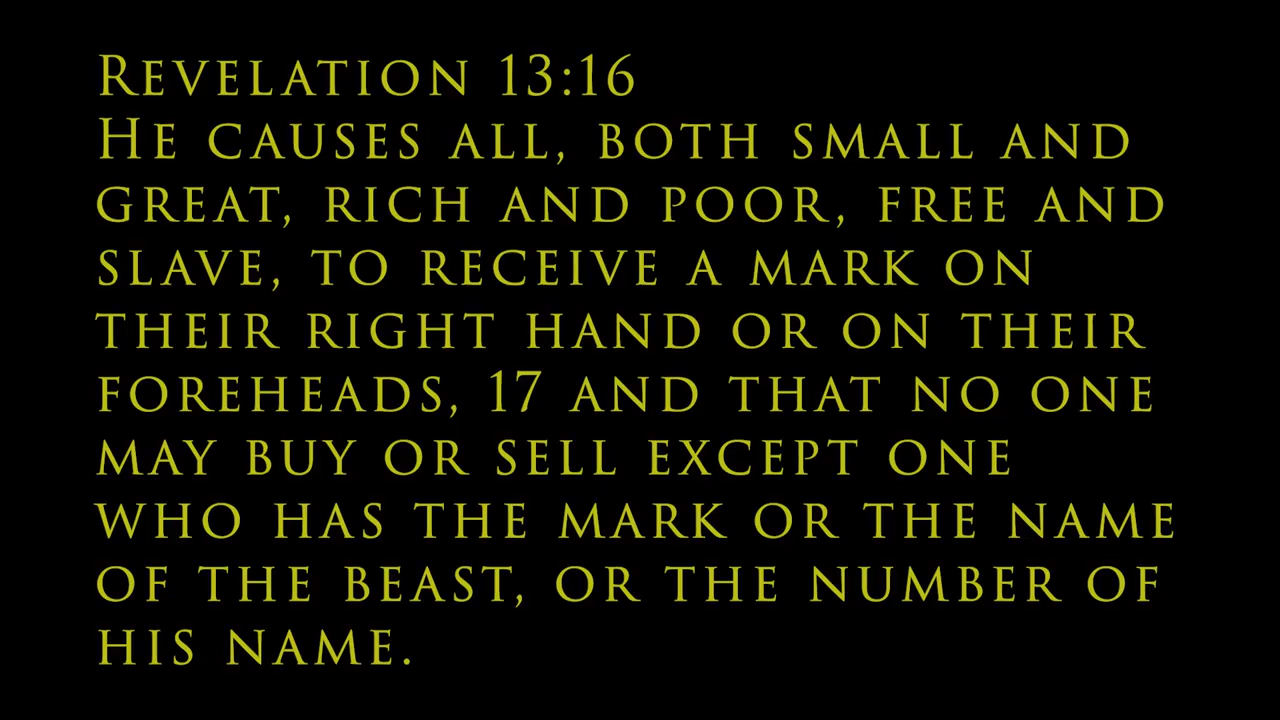 Revelation 13:16
He causes all, both small and
great, rich and poor, free and
slave, to receive a mark on
their right hand or on their
foreheads, 17 and that no one
may buy or sell except one
who has the mark or the name
of the beast, or the number of
his name.